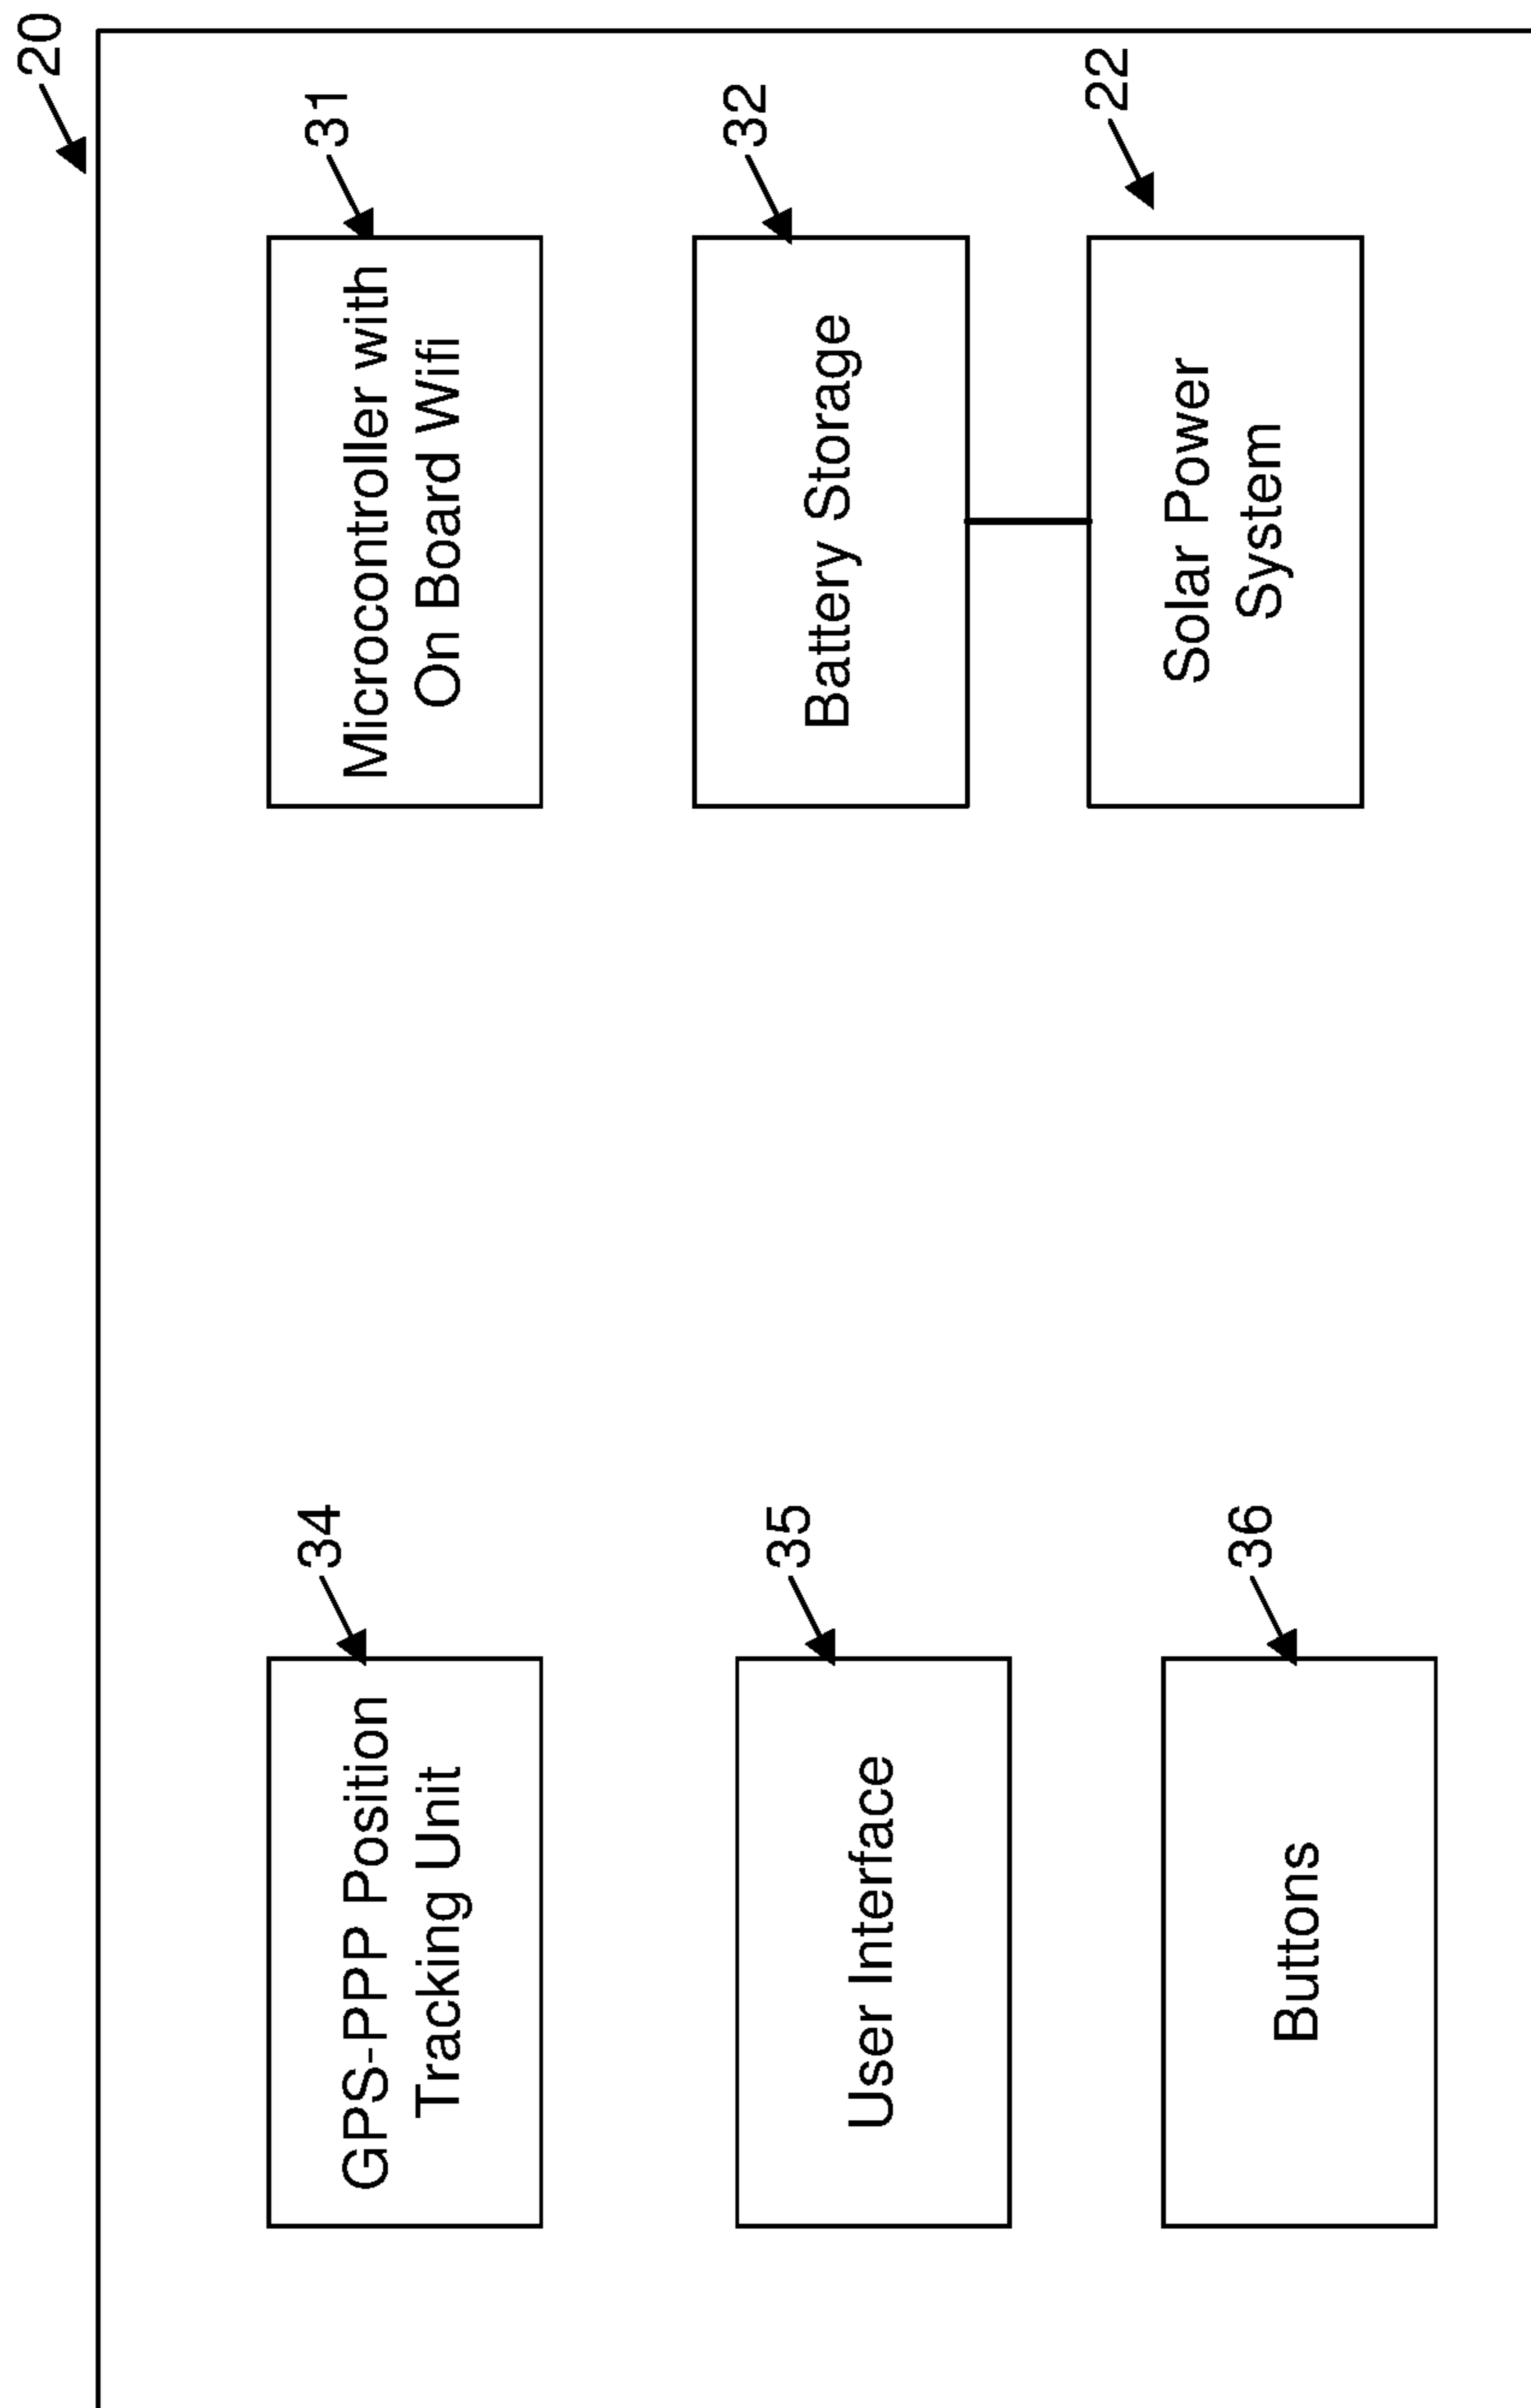 20
34
GPS-PPP Position
Tracking Unit
31
Microcontroller with
On Board Wifi
35
User Interface
32
Battery Storage
36
Buttons
22
Solar Power
System